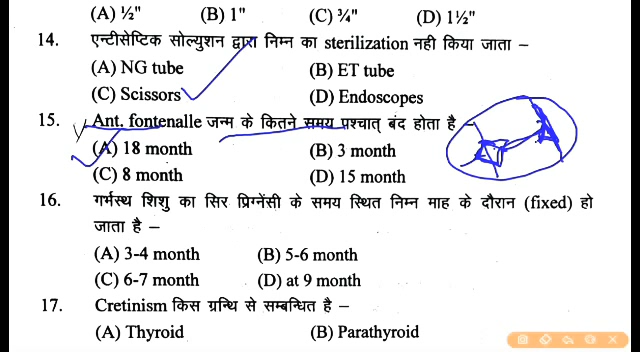 (A) ½" (B) 1" (C) ¾" (D) 1½"
14. एन्टीसेप्टिक सोल्युशन द्वारा निम्न का sterilization नही किया जाता –
(A) NG tube (B) ET tube
(C) Scissors (D) Endoscopes
15. Ant. fontenalle जन्म के कितने समय पश्चात् बंद होता है –
(A) 18 month (B) 3 month
(C) 8 month (D) 15 month
16. गर्भस्थ शिशु का सिर प्रिग्नेंसी के समय स्थित निम्न माह के दौरान (fixed) हो
जाता है –
(A) 3-4 month (B) 5-6 month
(C) 6-7 month (D) at 9 month
17. Cretinism किस ग्रन्थि से सम्बन्धित है –
(A) Thyroid (B) Parathyroid